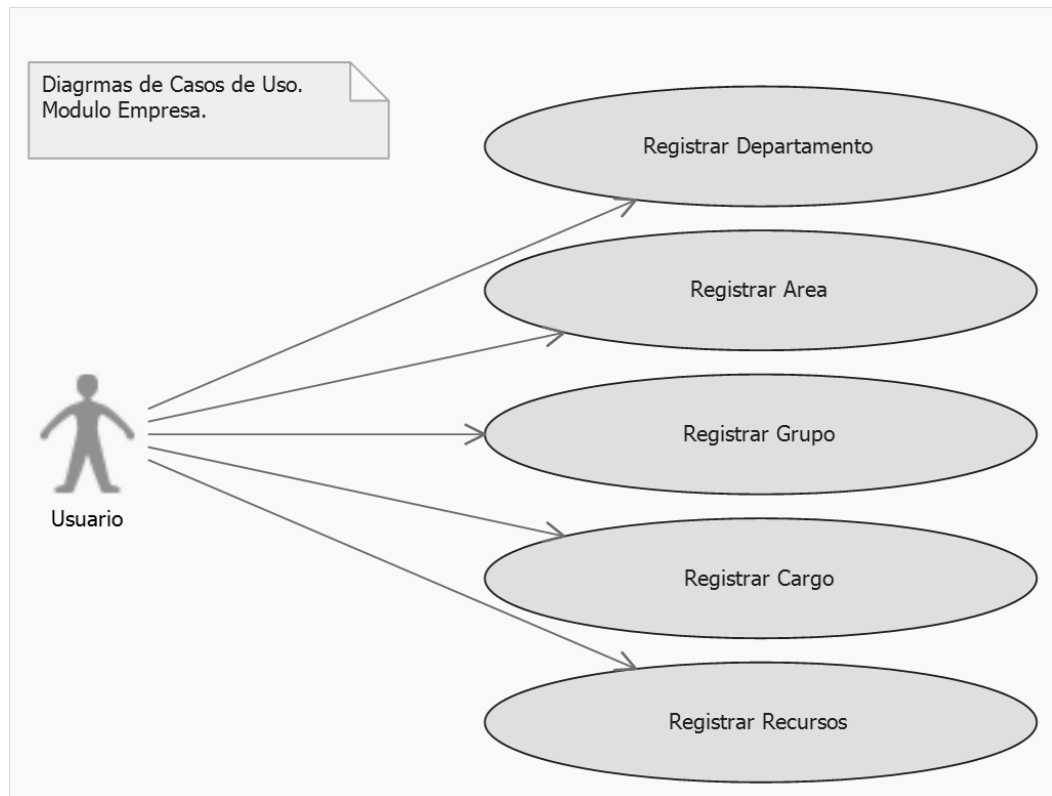 Diagrmas de Casos de Uso.
Modulo Empresa.
Registrar Departamento
Registrar Area
Registrar Grupo
Usuario
Registrar Cargo
Registrar Recursos